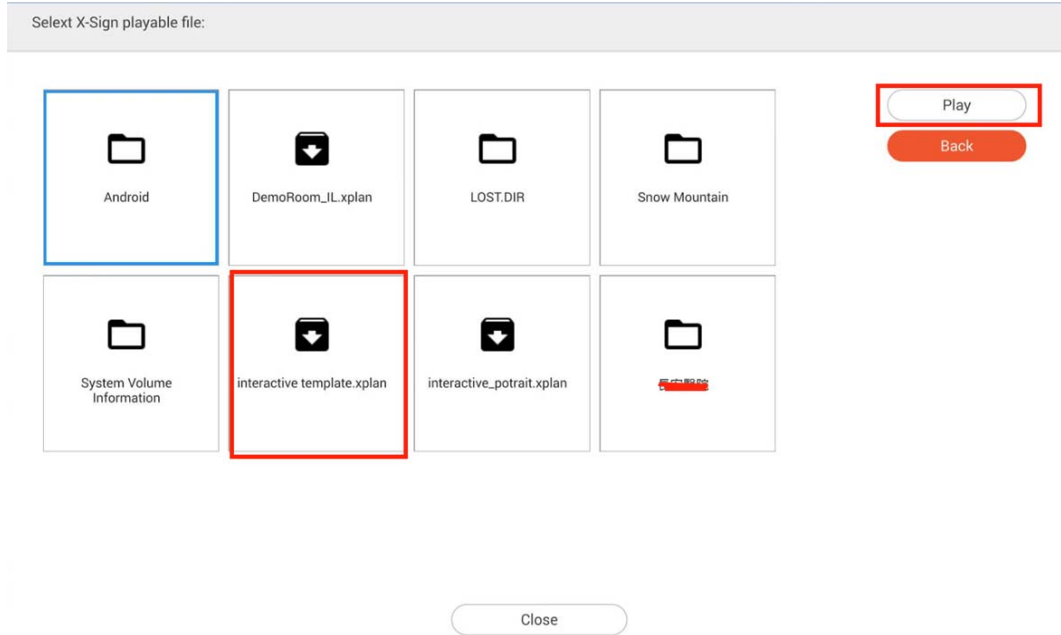 Selext X-Sign playable file:
Play
Back
Android
DemoRoom_IL.xplan
LOST.DIR
Snow Mountain
System Volume
Information
interactive template.xplan
interactive_potrait.xplan
Close